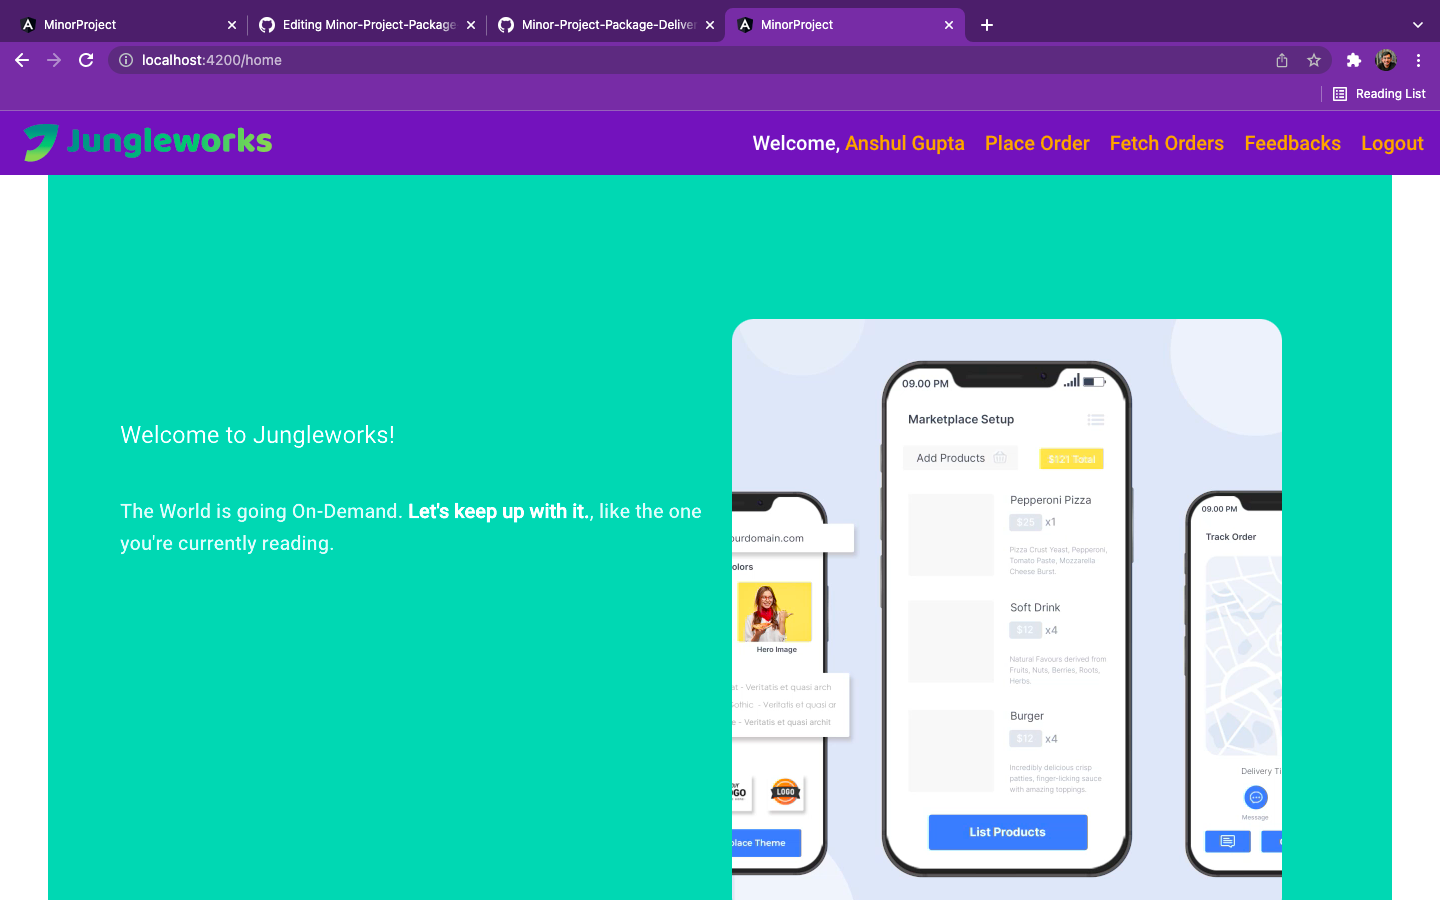 MinorProject
Editing Minor-Project-Package
Minor-Project-Package-Deliver
MinorProject
localhost:4200/home
Reading List
Jungleworks
Welcome, Anshul Gupta Place Order Fetch Orders Feedbacks Logout
Welcome to Jungleworks!
The World is going On-Demand. Let's keep up with it., like the one
you're currently reading.
ourdomain.com
olors
Hero Image
at - Veritatis et quasi arch
Gothic - Veritatis et quasi ar
e - Veritatis et quasi archit
OGO
LOGO
place Theme
09.00 PM
Marketplace Setup
Add Products
$121 Total
Pepperoni Pizza
$25 x1
Pizza Crust Yeast, Pepperoni,
Tomato Paste, Mozzarella
Cheese Burst.
Soft Drink
$12 x4
Natural Favours derived from
Fruits, Nuts, Berries, Roots,
Herbs.
Burger
$12 x4
Incredibly delicious crisp
patties, finger-licking sauce
with amazing toppings.
List Products
09.00 PM
Track Order
Delivery Ti
Message